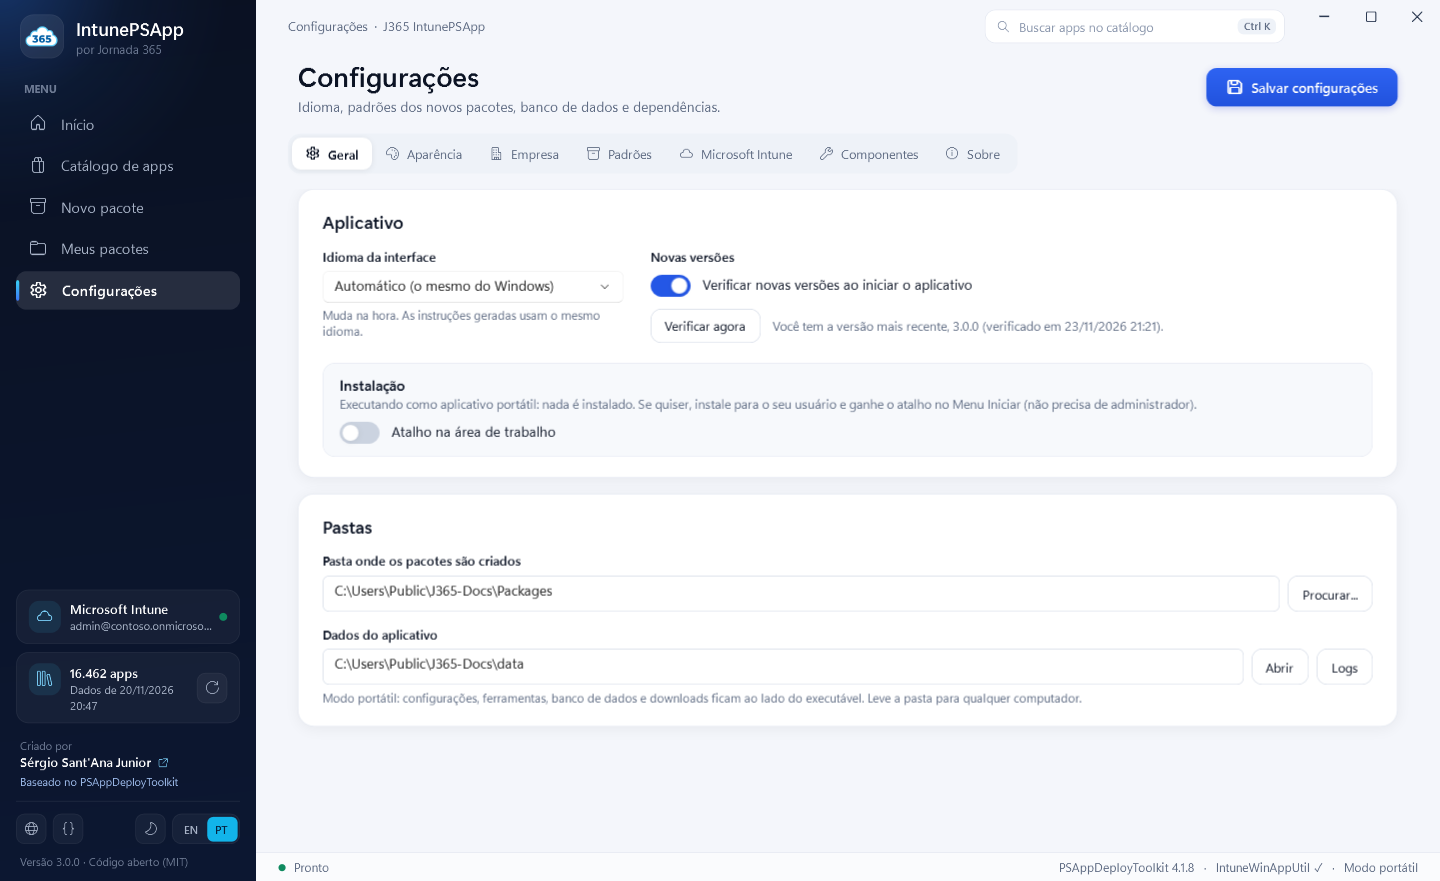 365
IntunePSApp
por Jornada 365
MENU
Início
Catálogo de apps
Novo pacote
Meus pacotes
Configurações
Microsoft Intune
admin@contoso.onmicroso...
16.462 apps
Dados de 20/11/2026
20:47
Criado por
Sérgio Sant'Ana Junior
Baseado no PSAppDeployToolkit
{}
EN PT
Versão 3.0.0 · Código aberto (MIT)
Configurações · J365 IntunePSApp
Buscar apps no catálogo Ctrl K
Configurações
Idioma, padrões dos novos pacotes, banco de dados e dependências.
Salvar configurações
Geral Aparência Empresa Padrões Microsoft Intune Componentes Sobre
Aplicativo
Idioma da interface
Automático (o mesmo do Windows)
Muda na hora. As instruções geradas usam o mesmo
idioma.
Novas versões
Verificar novas versões ao iniciar o aplicativo
Verificar agora Você tem a versão mais recente, 3.0.0 (verificado em 23/11/2026 21:21).
Instalação
Executando como aplicativo portátil: nada é instalado. Se quiser, instale para o seu usuário e ganhe o atalho no Menu Iniciar (não precisa de administrador).
Atalho na área de trabalho
Pastas
Pasta onde os pacotes são criados
C:\Users\Public\J365-Docs\Packages Procurar...
Dados do aplicativo
C:\Users\Public\J365-Docs\data Abrir Logs
Modo portátil: configurações, ferramentas, banco de dados e downloads ficam ao lado do executável. Leve a pasta para qualquer computador.
Pronto
PSAppDeployToolkit 4.1.8 · IntuneWinAppUtil ✓ · Modo portátil